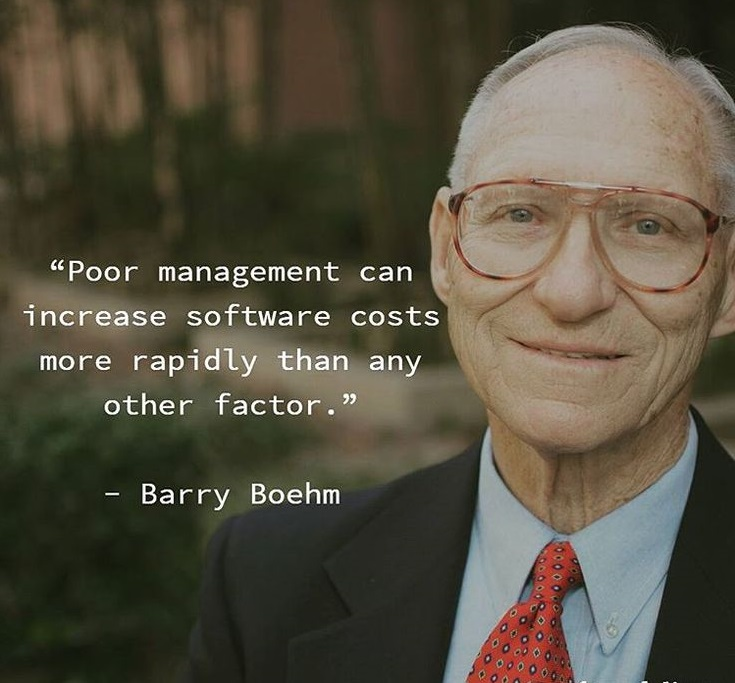 “Poor management can
increase software costs
more rapidly than any
other factor.”
– Barry Boehm